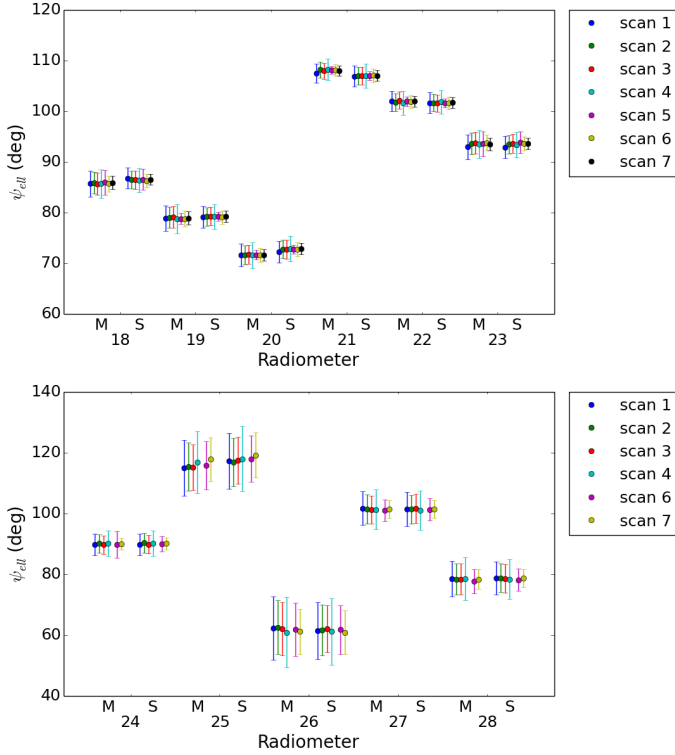 120
110
100
90
80
70
60
ψell (deg)
M S M S M S M S M S M S
18 19 20 21 22 23
Radiometer
scan 1
scan 2
scan 3
scan 4
scan 5
scan 6
scan 7
140
120
100
80
60
40
ψell (deg)
M S M S M S M S M S
24 25 26 27 28
Radiometer
scan 1
scan 2
scan 3
scan 4
scan 6
scan 7